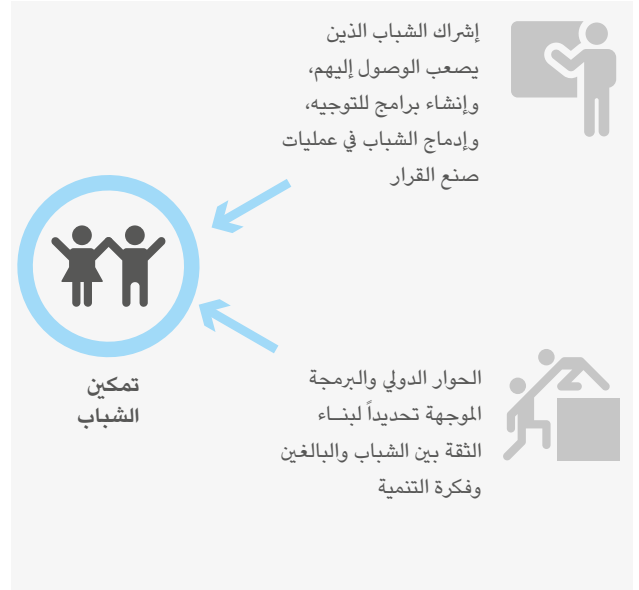 إشراك الشباب الذين
يصعب الوصول إليهم،
وإنشاء برامج للتوجيه،
وإدماج الشباب في عمليات
صنع القرار
تمكين
الشباب
الحوار الدولي والبرمجة
الموجهة تحديداً لبنــاء
الثقة بين الشباب والبالغين
وفكرة التنمية